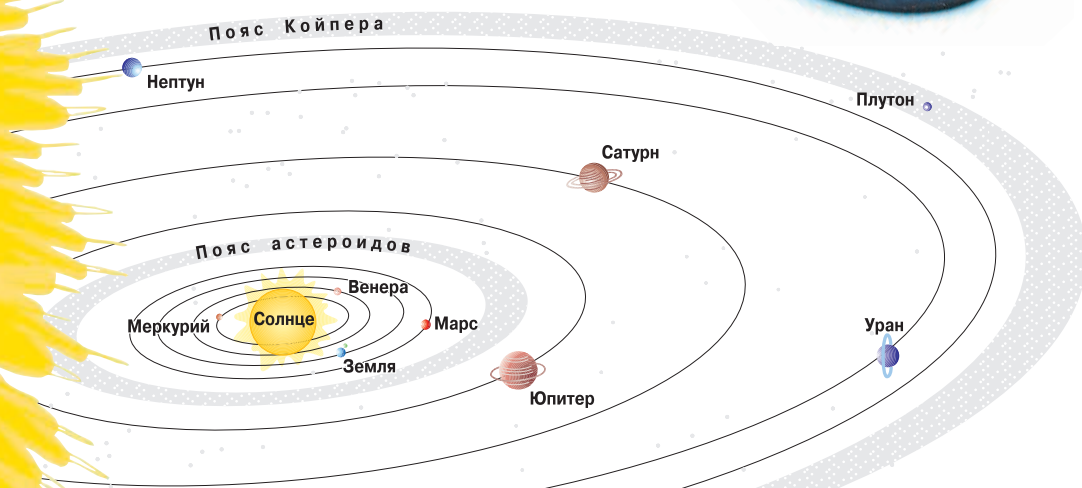 Пояс Койпера
Нептун
Плутон
Сатурн
Пояс астероидов
Венера
Меркурий
Солнце
Марс
Уран
Земля
Юпитер